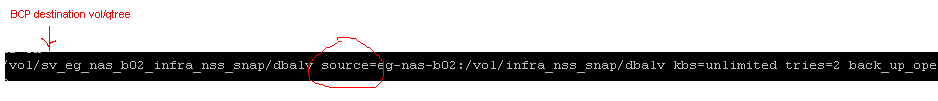 BCP destination vol/qtree
/vol/sv_eg_nas_b02_infra_nss_snap/dbalv source=eg-nas-b02:/vol/infra_nss_snap/dbalv kbs=unlimited tries=2 back_up_ope